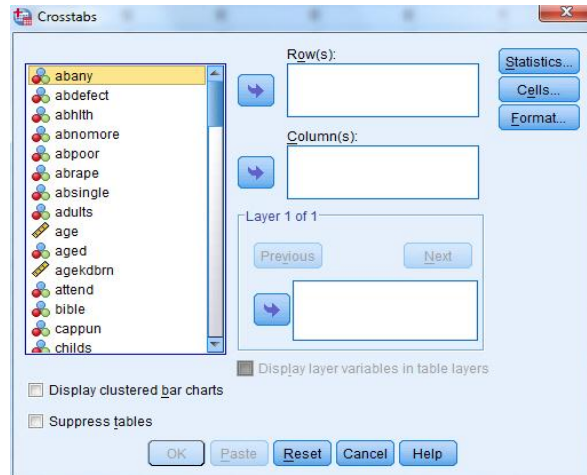 Crosstabs
abany
abdefect
abhlth
abnomore
abpoor
abrape
absingle
adults
age
aged
agekdbrn
attend
bible
cappun
childs
Row(s):
Column(s):
Layer 1 of 1
Previous
Next
Display layer variables in table layers
Statistics...
Cells...
Format...
Display clustered bar charts
Suppress tables
OK
Paste
Reset
Cancel
Help